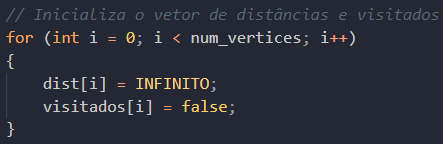 // Inicializa o vetor de distâncias e visitados
for (int i = 0; i < num_vertices; i++)
{
    dist[i] = INFINITO;
    visitados[i] = false;
}